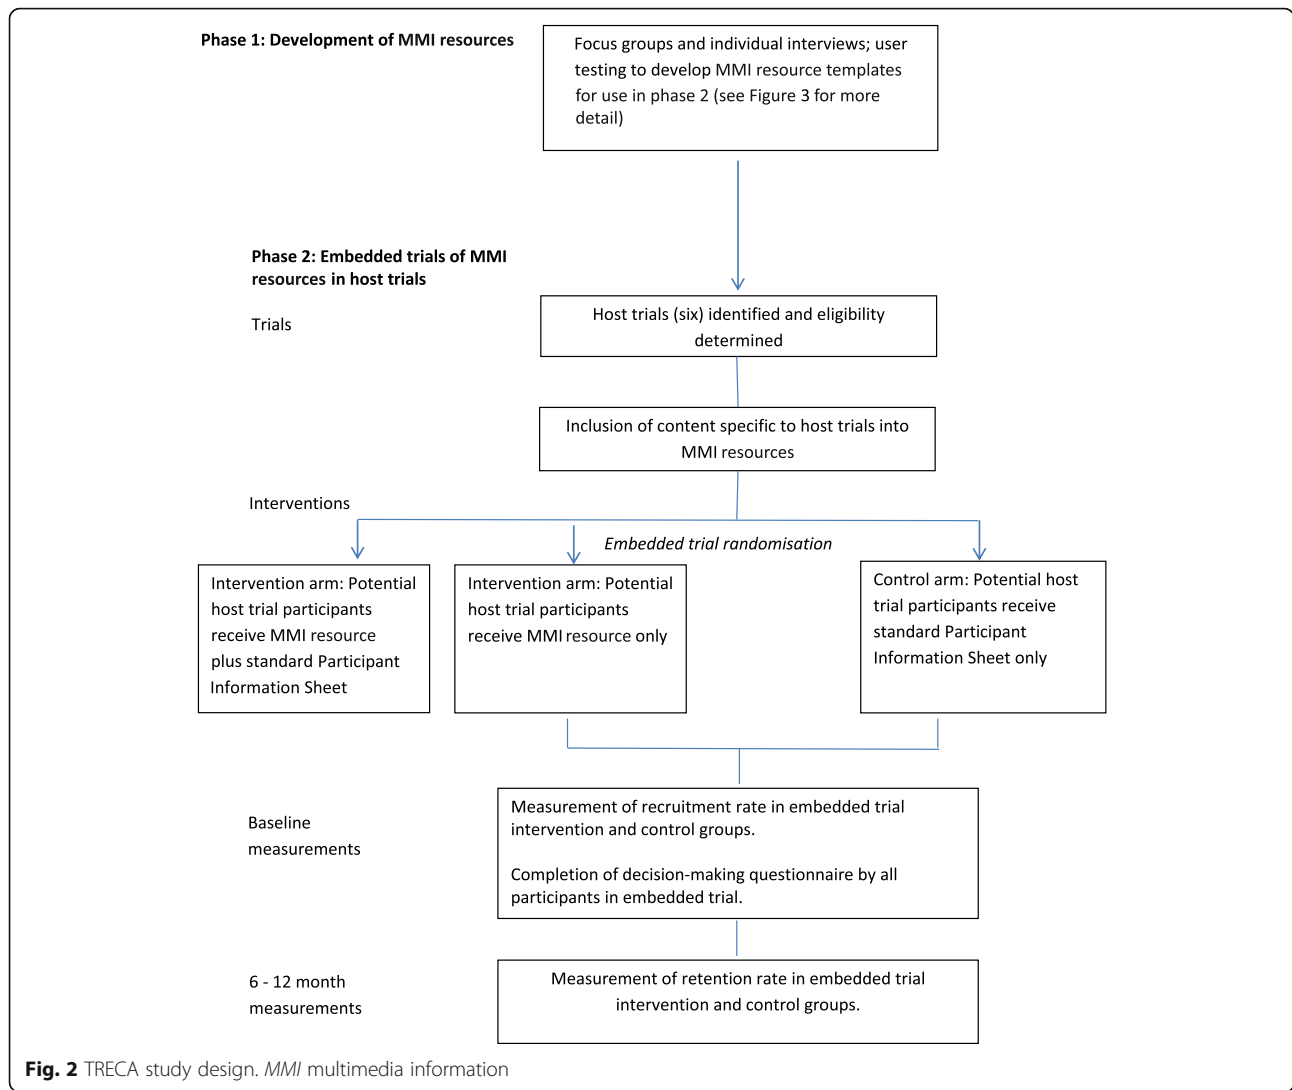 Phase 1: Development of MMI resources
Focus groups and individual interviews; user
testing to develop MMI resource templates
for use in phase 2 (see Figure 3 for more
detail)
Phase 2: Embedded trials of MMI
resources in host trials
Trials
Host trials (six) identified and eligibility
determined
Inclusion of content specific to host trials into
MMI resources
Interventions
Embedded trial randomisation
Intervention arm: Potential
host trial participants
receive MMI resource
plus standard Participant
Information Sheet
Intervention arm: Potential
host trial participants
receive MMI resource only
Control arm: Potential host
trial participants receive
standard Participant
Information Sheet only
Baseline
measurements
Measurement of recruitment rate in embedded trial
intervention and control groups.
Completion of decision-making questionnaire by all
participants in embedded trial.
6 - 12 month
measurements
Measurement of retention rate in embedded trial
intervention and control groups.
Fig. 2 TRECA study design. MMI multimedia information